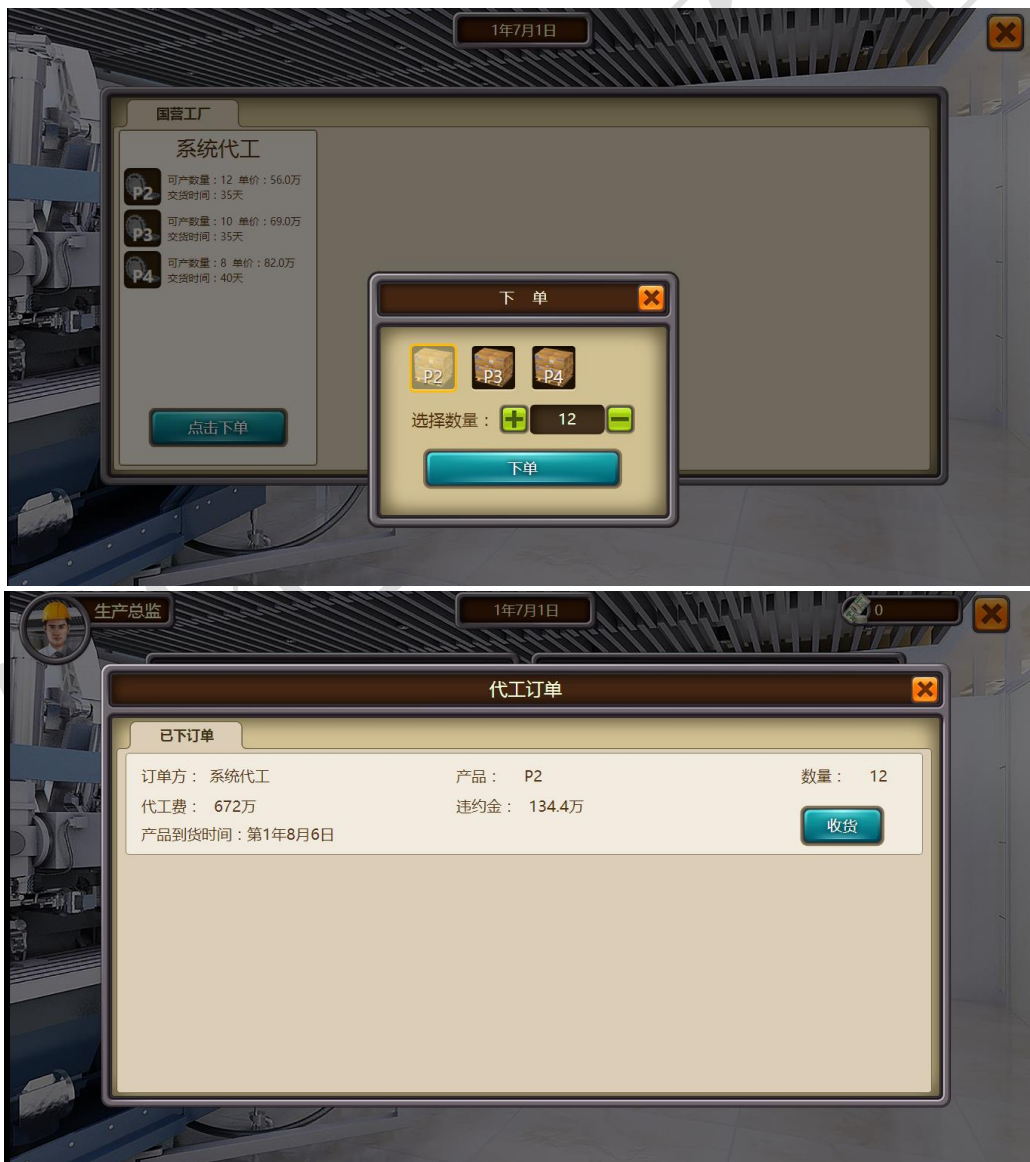 1年7月1日
国营工厂
系统代工
P2
可产数量：12 单价：56.0万
交货时间：35天
P3
可产数量：10 单价：69.0万
交货时间：35天
P4
可产数量：8 单价：82.0万
交货时间：40天
点击下单
下 单
P2 P3 P4
选择数量： 12
下单
生产总监 1年7月1日 0
代工订单
已下订单
订单方： 系统代工 产品： P2 数量： 12
代工费： 672万 违约金： 134.4万
收货
产品到货时间：第1年8月6日